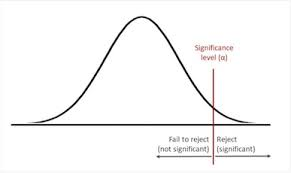 Significance
level (α)
Fail to reject
(not significant)
Reject
(significant)